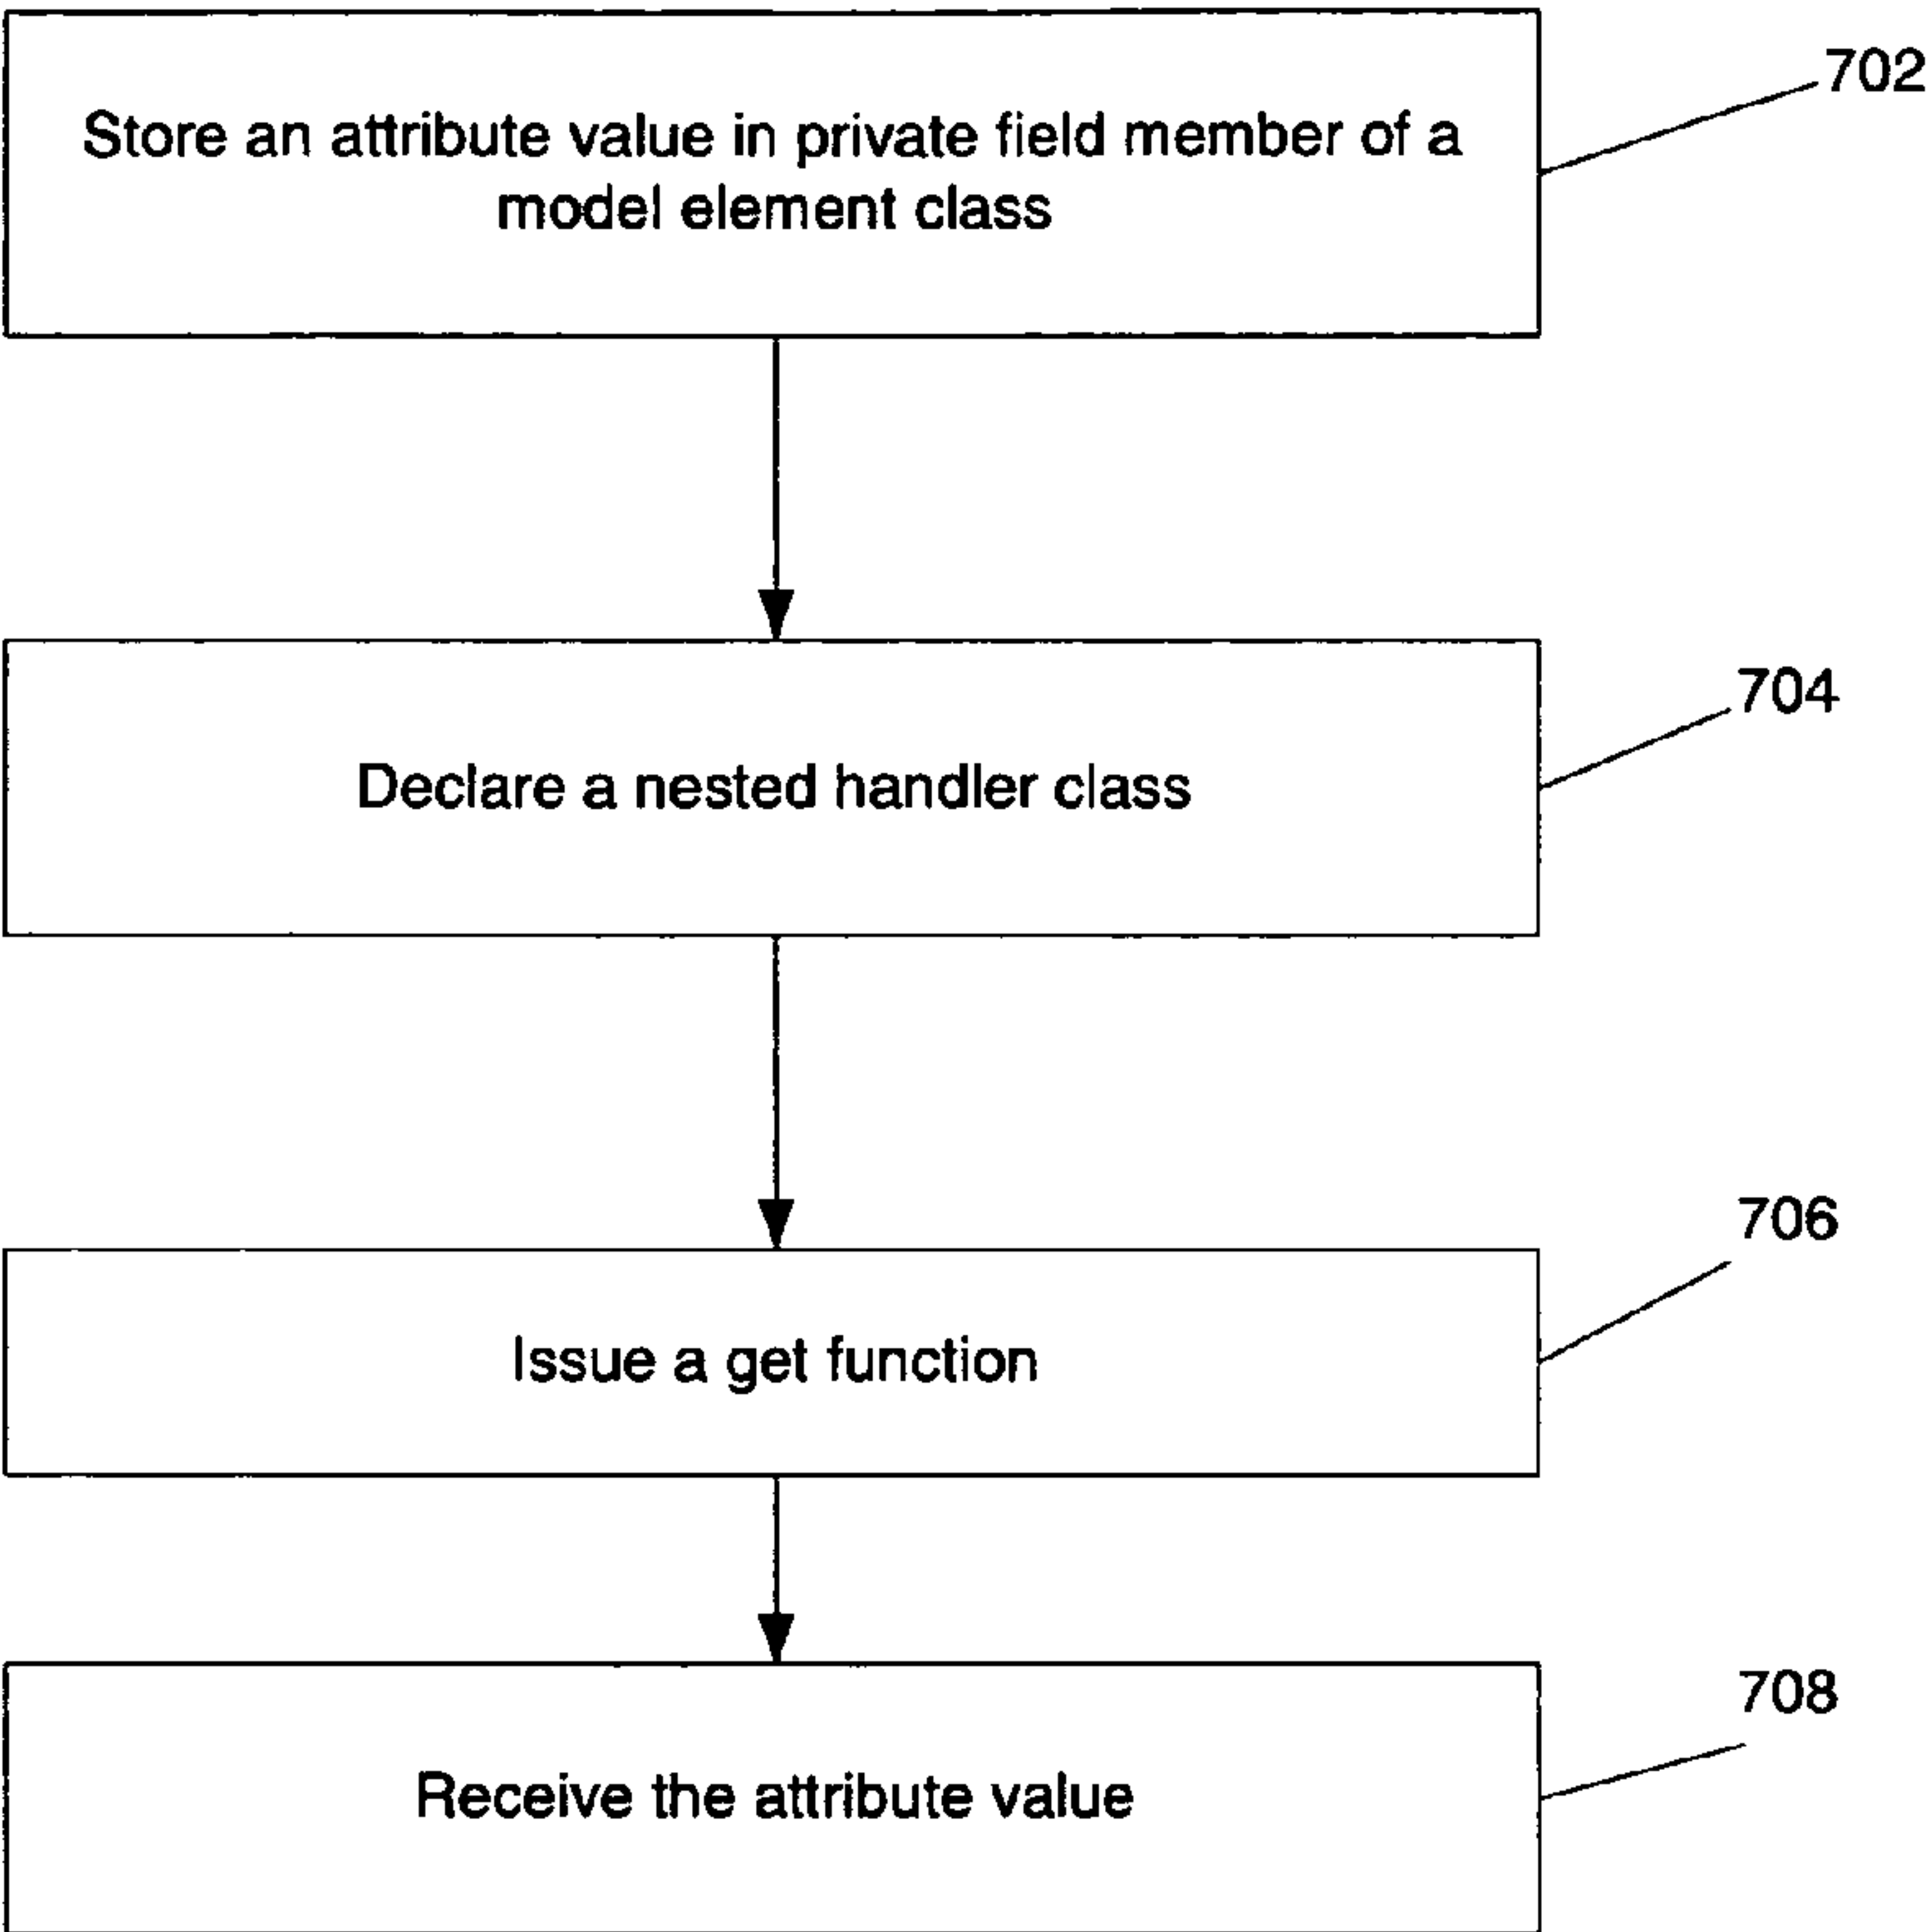 702
Store an attribute value in private field member of a
model element class
704
Declare a nested handler class
706
Issue a get function
708
Receive the attribute value